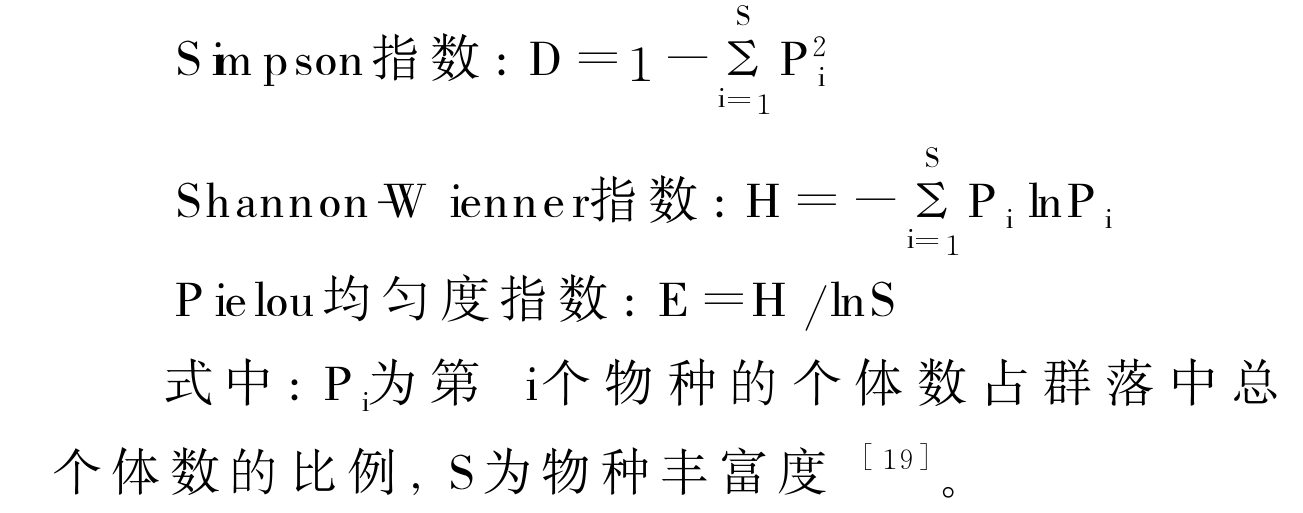 Simpson指数: D=1-∑_{i=1}^{S} P_i^2
Shannon-Wienner指数: H=-∑_{i=1}^{S} P_i lnP_i
Pielou均匀度指数: E=H/lnS
式中: P_i为第 i个物种的个体数占群落中总
个体数的比例, S为物种丰富度 [19]。